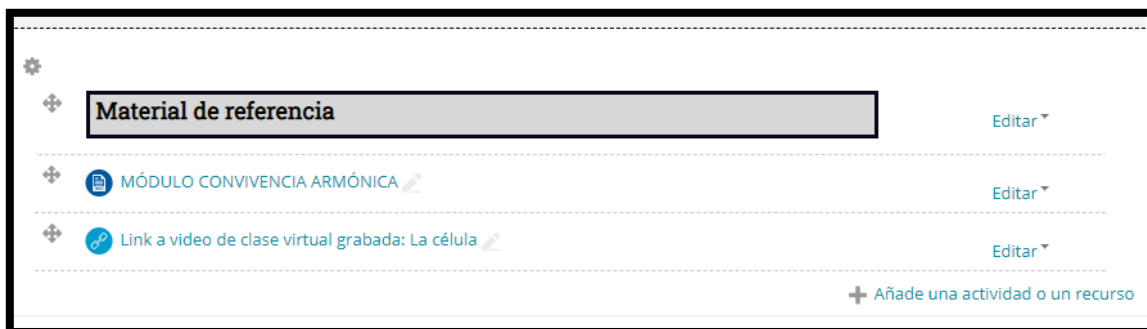 Material de referencia
Editar
MÓDULO CONVIVENCIA ARMÓNICA
Editar
Link a video de clase virtual grabada: La célula
Editar
Añade una actividad o un recurso